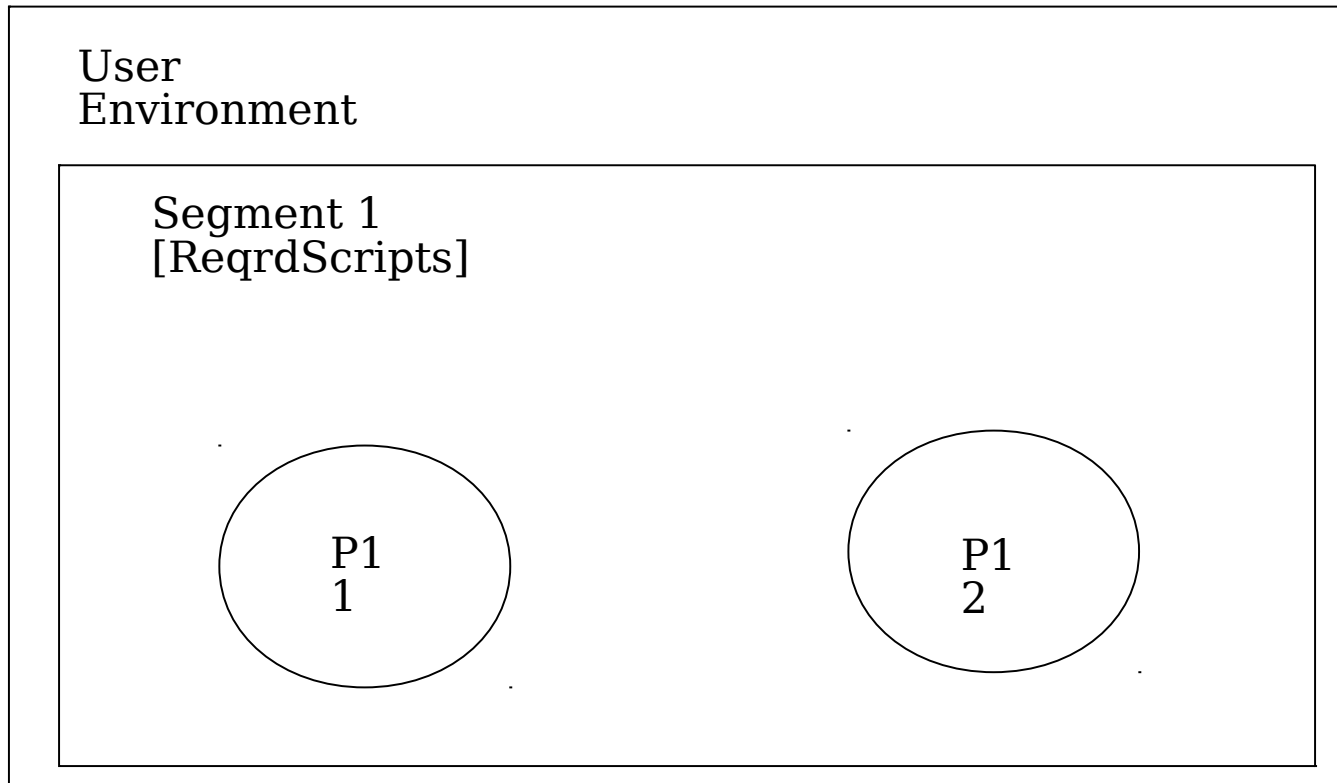 User
Environment
Segment 1
[ReqrdScripts]
P1
1
P1
2